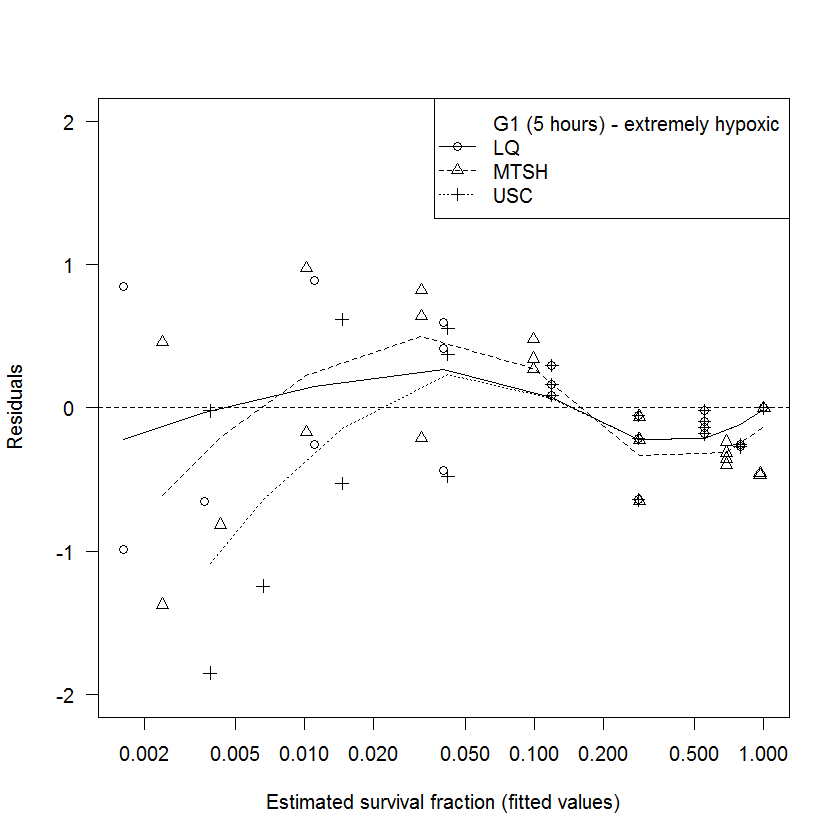 G1 (5 hours) - extremely hypoxic
LQ
MTSH
USC
2
1
0
-1
-2
Residuals
0.002 0.005 0.010 0.020 0.050 0.100 0.200 0.500 1.000
Estimated survival fraction (fitted values)